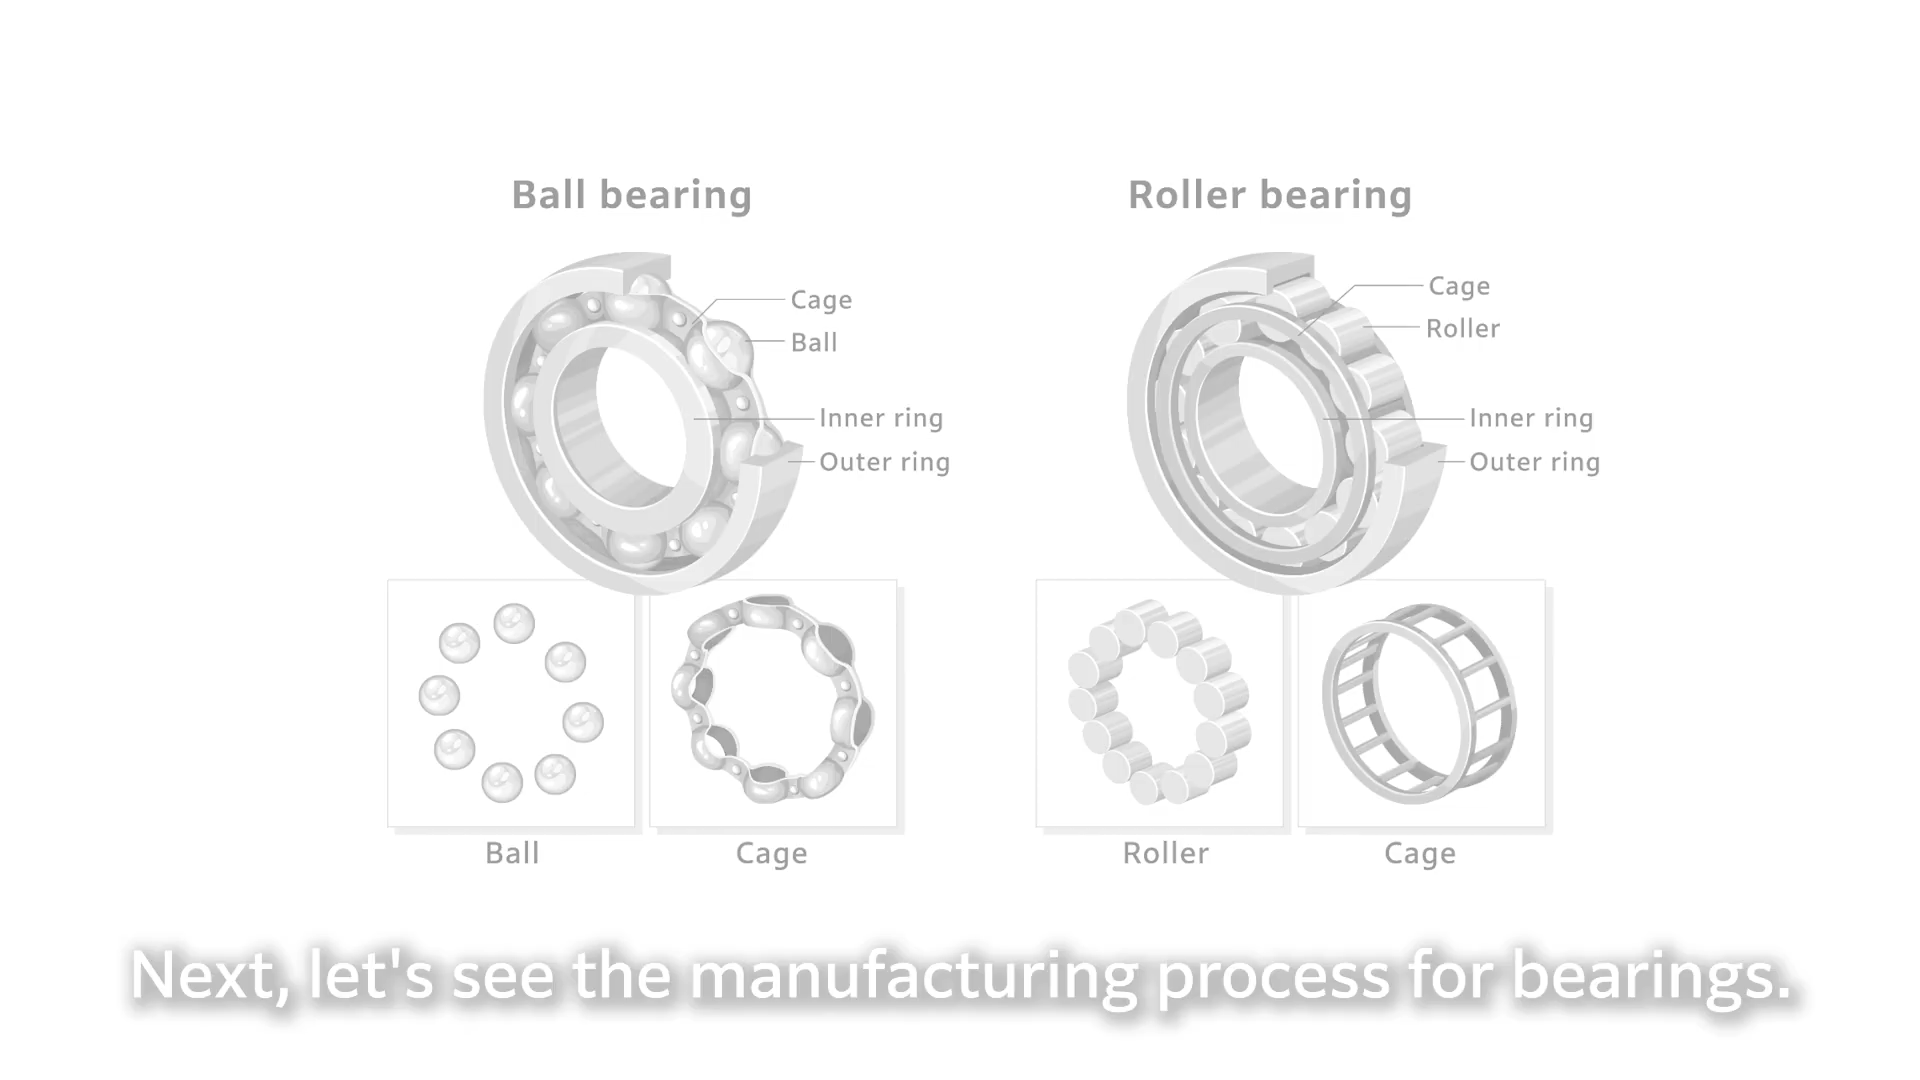 Ball bearing
Cage
Ball
Inner ring
Outer ring
Ball
Cage
Roller bearing
Cage
Roller
Inner ring
Outer ring
Roller
Cage
Next, let's see the manufacturing process for bearings.